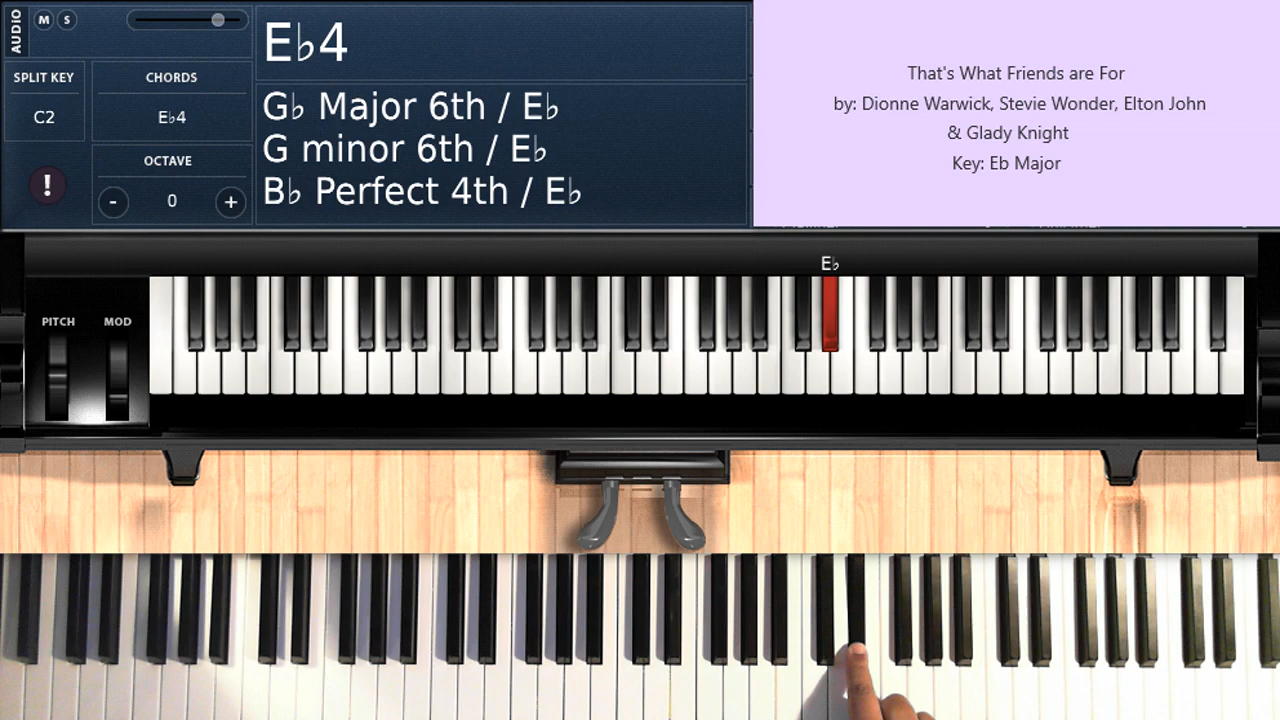 AUDIO
M S
SPLIT KEY
C2
!
CHORDS
E♭4
OCTAVE
- 0 +
E♭4
G♭ Major 6th / E♭
G minor 6th / E♭
B♭ Perfect 4th / E♭
That's What Friends are For
by: Dionne Warwick, Stevie Wonder, Elton John
& Glady Knight
Key: Eb Major
E♭
PITCH MOD